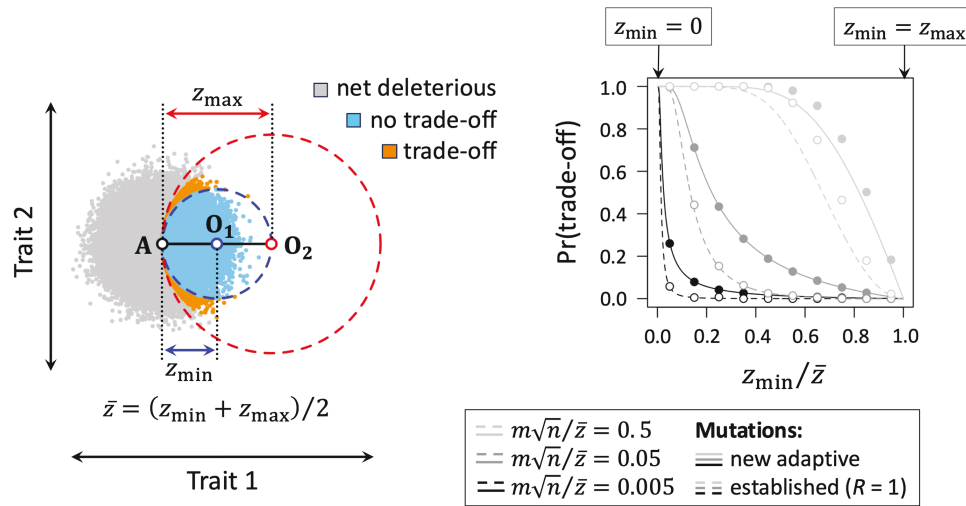 net deleterious
z_max
no trade-off
trade-off
Trait 2
A
O₁
O₂
z_min
z̄ = (z_min + z_max)/2
Trait 1
z_min = 0
z_min = z_max
Pr(trade-off)
1.0
0.8
0.6
0.4
0.2
0.0
0.0 0.2 0.4 0.6 0.8 1.0
z_min/z̄
m√n/z̄ = 0.5 Mutations:
m√n/z̄ = 0.05 new adaptive
m√n/z̄ = 0.005 established (R = 1)